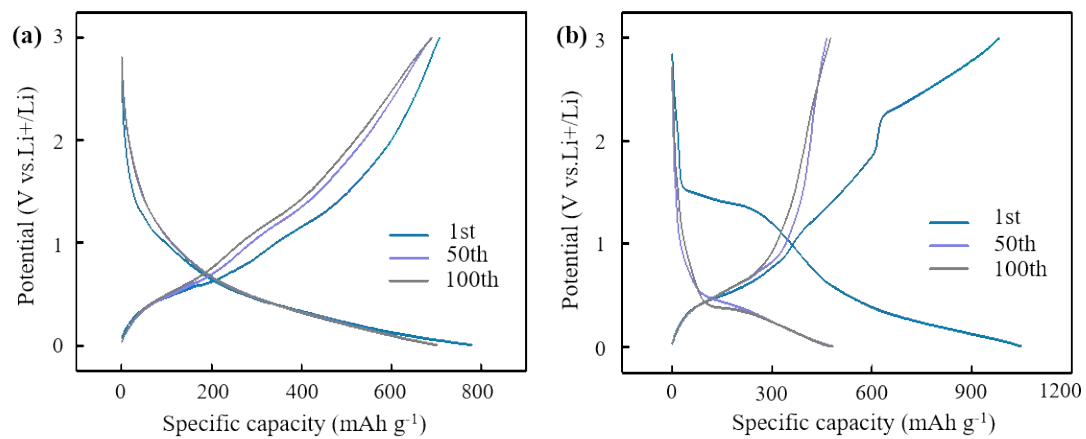 (a)
3
2
1
0
Potential (V vs.Li+/Li)
1st
50th
100th
0 200 400 600 800
Specific capacity (mAh g⁻¹)
(b)
3
2
1
0
Potential (V vs.Li+/Li)
1st
50th
100th
0 300 600 900 1200
Specific capacity (mAh g⁻¹)